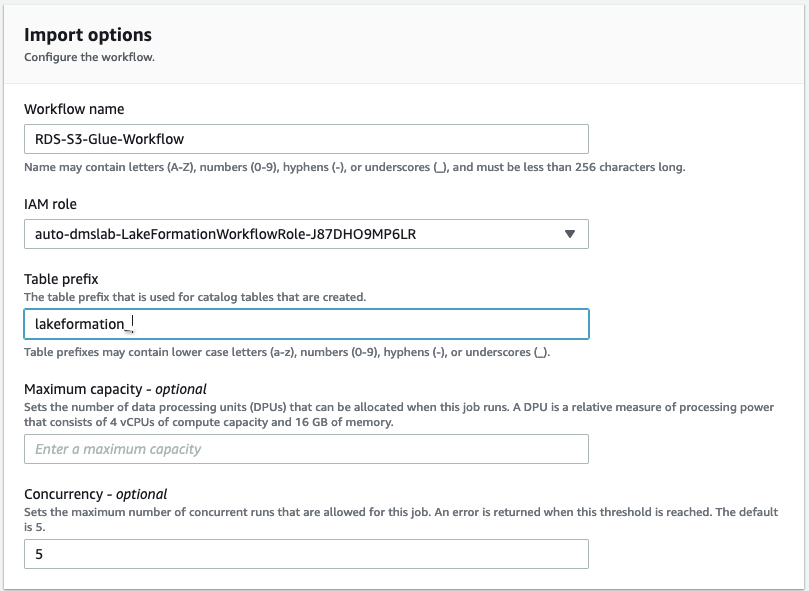 Import options
Configure the workflow.
Workflow name
RDS-S3-Glue-Workflow
Name may contain letters (A-Z), numbers (0-9), hyphens (-), or underscores (_), and must be less than 256 characters long.
IAM role
auto-dmslab-LakeFormationWorkflowRole-J87DHO9MP6LR
Table prefix
The table prefix that is used for catalog tables that are created.
lakeformation_
Table prefixes may contain lower case letters (a-z), numbers (0-9), hyphens (-), or underscores (_).
Maximum capacity - optional
Sets the number of data processing units (DPUs) that can be allocated when this job runs. A DPU is a relative measure of processing power
that consists of 4 vCPUs of compute capacity and 16 GB of memory.
Enter a maximum capacity
Concurrency - optional
Sets the maximum number of concurrent runs that are allowed for this job. An error is returned when this threshold is reached. The default
is 5.
5